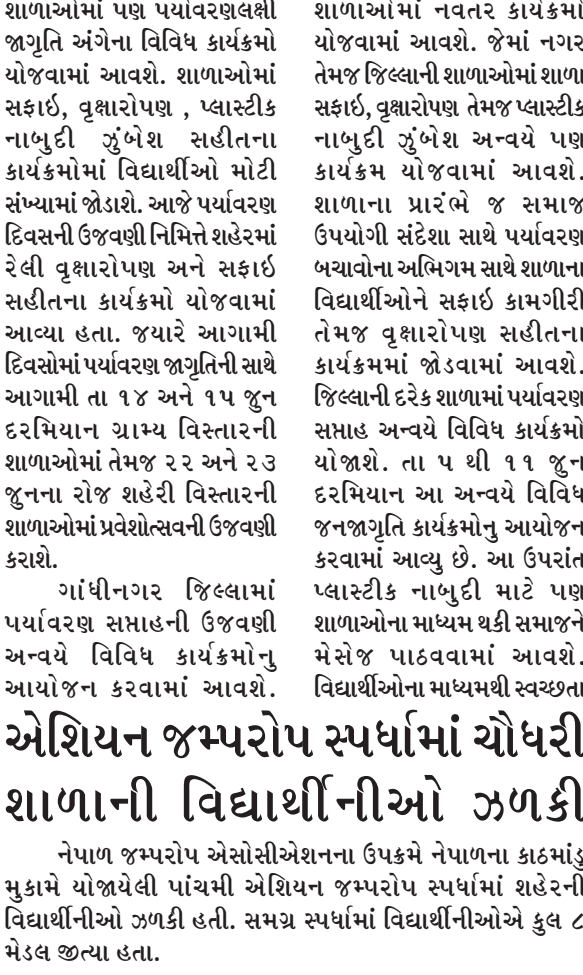 શાળાઓમાં પણ પર્યાવરણલક્ષી
જાગૃતિ અંગેના વિવિધ કાર્યક્રમો
યોજવામાં આવશે. શાળાઓમાં
સફાઇ, વૃક્ષારોપણ , પ્લાસ્ટીક
નાબુદી ઝુંબેશ સહીતના
કાર્યક્રમોમાં વિદ્યાર્થીઓ મોટી
સંખ્યામાં જોડાશે. આજે પર્યાવરણ
દિવસની ઉજવણી નિમિત્તે શહેરમાં
રેલી વૃક્ષારોપણ અને સફાઇ
સહીતના કાર્યક્રમો યોજવામાં
આવ્યા હતા. જયારે આગામી
દિવસોમાં પર્યાવરણ જાગૃતિની સાથે
આગામી તા ૧૪ અને ૧૫ જુન
દરમિયાન ગ્રામ્ય વિસ્તારની
શાળાઓમાં તેમજ ૨૨ અને ૨૩
જુનના રોજ શહેરી વિસ્તારની
શાળાઓમાં પ્રવેશોત્સવની ઉજવણી
કરાશે.
ગાંધીનગર જિલ્લામાં
પર્યાવરણ સપ્તાહની ઉજવણી
અન્વયે વિવિધ કાર્યક્રમોનુ
આયોજન કરવામાં આવશે.
શાળાઓમાં નવતર કાર્યક્રમો
યોજવામાં આવશે. જેમાં નગર
તેમજ જિલ્લાની શાળાઓમાં શાળા
સફાઇ, વૃક્ષારોપણ તેમજ પ્લાસ્ટીક
નાબુદી ઝુંબેશ અન્વયે પણ
કાર્યક્રમ યોજવામાં આવશે.
શાળાના પ્રારંભે જ સમાજ
ઉપયોગી સંદેશા સાથે પર્યાવરણ
બચાવોના અભિગમ સાથે શાળાના
વિદ્યાર્થીઓને સફાઇ કામગીરી
તેમજ વૃક્ષારોપણ સહીતના
કાર્યક્રમમાં જોડવામાં આવશે.
જિલ્લાની દરેક શાળામાં પર્યાવરણ
સપ્તાહ અન્વયે વિવિધ કાર્યક્રમો
યોજાશે. તા ૫ થી ૧૧ જુન
દરમિયાન આ અન્વયે વિવિધ
જનજાગૃતિ કાર્યક્રમોનુ આયોજન
કરવામાં આવ્યુ છે. આ ઉપરાંત
પ્લાસ્ટીક નાબુદી માટે પણ
શાળાઓના માધ્યમ થકી સમાજને
મેસેજ પાઠવવામાં આવશે.
વિદ્યાર્થીઓના માધ્યમથી સ્વચ્છતા
એશિયન જમ્પરોપ સ્પર્ધામાં ચૌધરી
શાળાની વિદ્યાર્થીનીઓ ઝળકી
નેપાળ જમ્પરોપ એસોસીએશનના ઉપક્રમે નેપાળના કાઠમાંડુ
મુકામે યોજાયેલી પાંચમી એશિયન જમ્પરોપ સ્પર્ધામાં શહેરની
વિદ્યાર્થીનીઓ ઝળકી હતી. સમગ્ર સ્પર્ધામાં વિદ્યાર્થીનીઓએ કુલ ૮
મેડલ જીત્યા હતા.